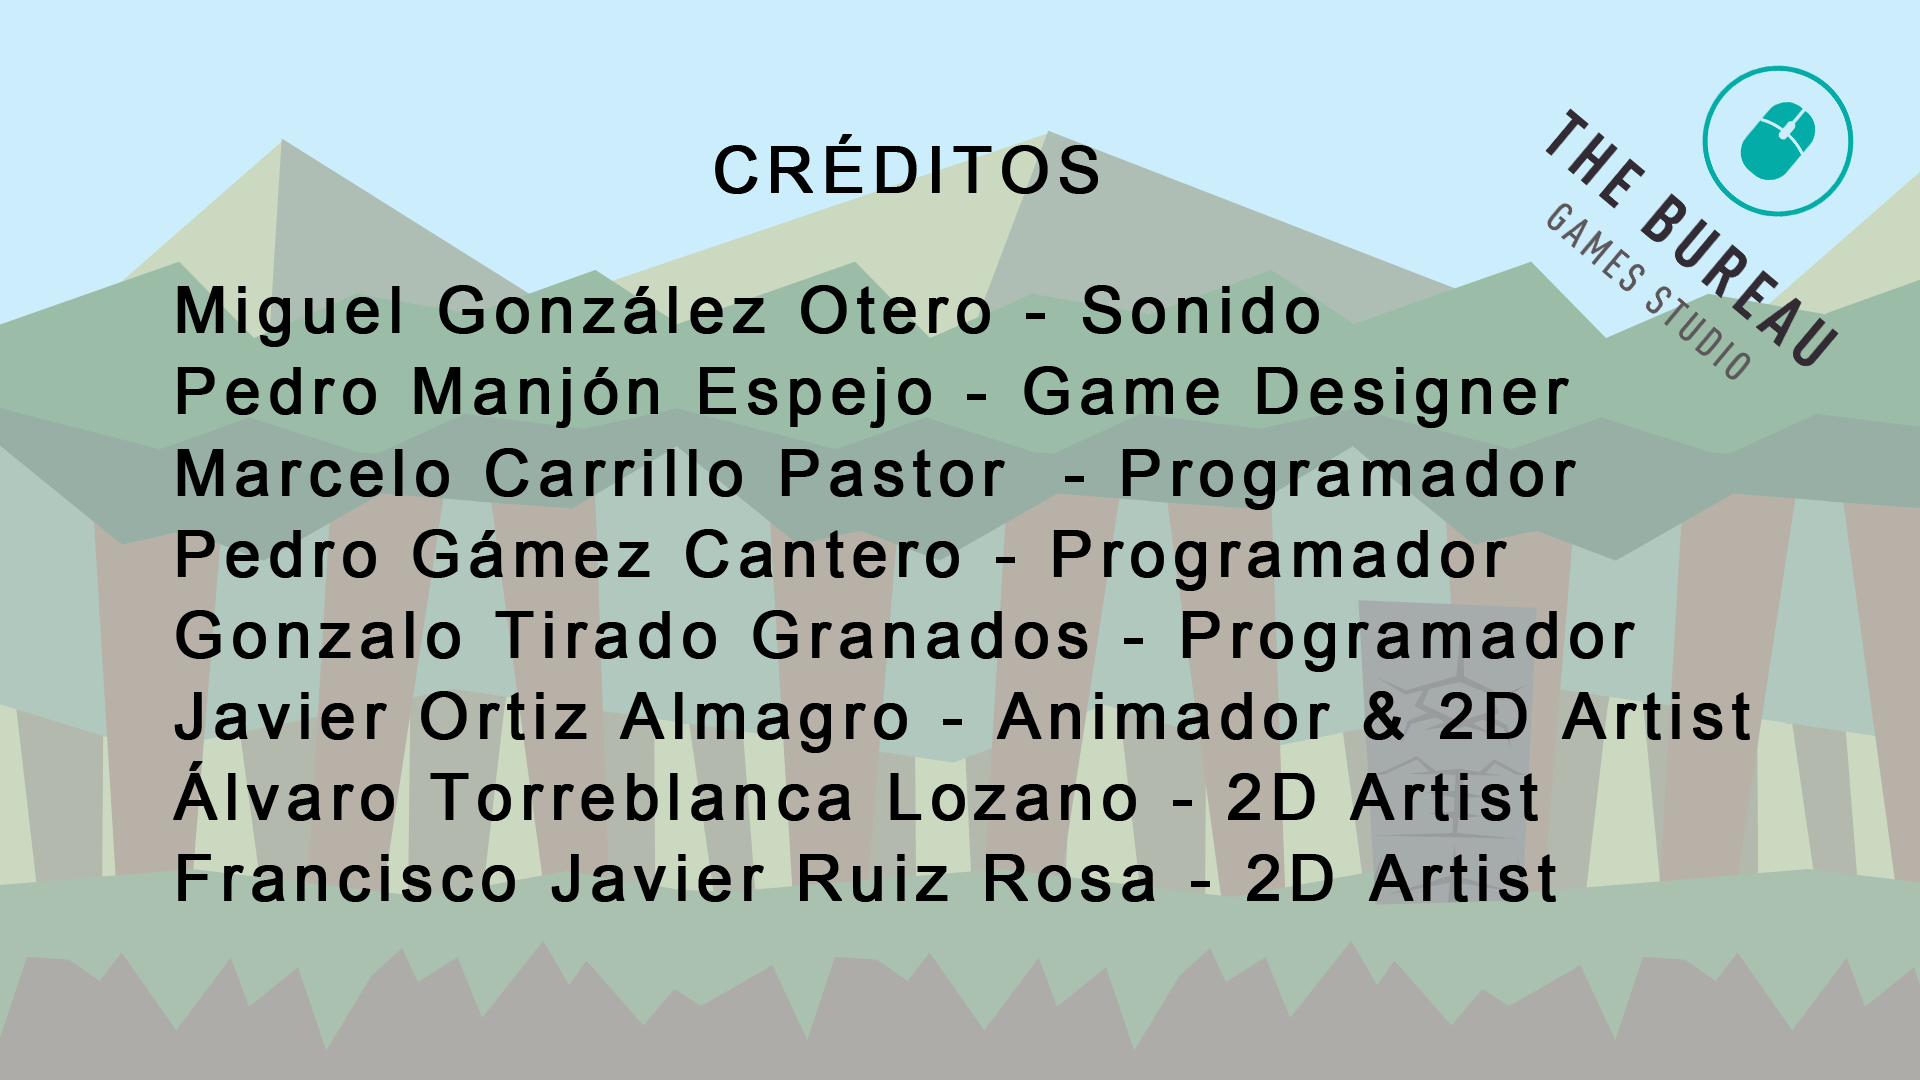 CRÉDITOS
THE BUREAU
GAMES STUDIO
Miguel González Otero - Sonido
Pedro Manjón Espejo - Game Designer
Marcelo Carrillo Pastor  - Programador
Pedro Gámez Cantero - Programador
Gonzalo Tirado Granados - Programador
Javier Ortiz Almagro - Animador & 2D Artist
Álvaro Torreblanca Lozano - 2D Artist
Francisco Javier Ruiz Rosa - 2D Artist